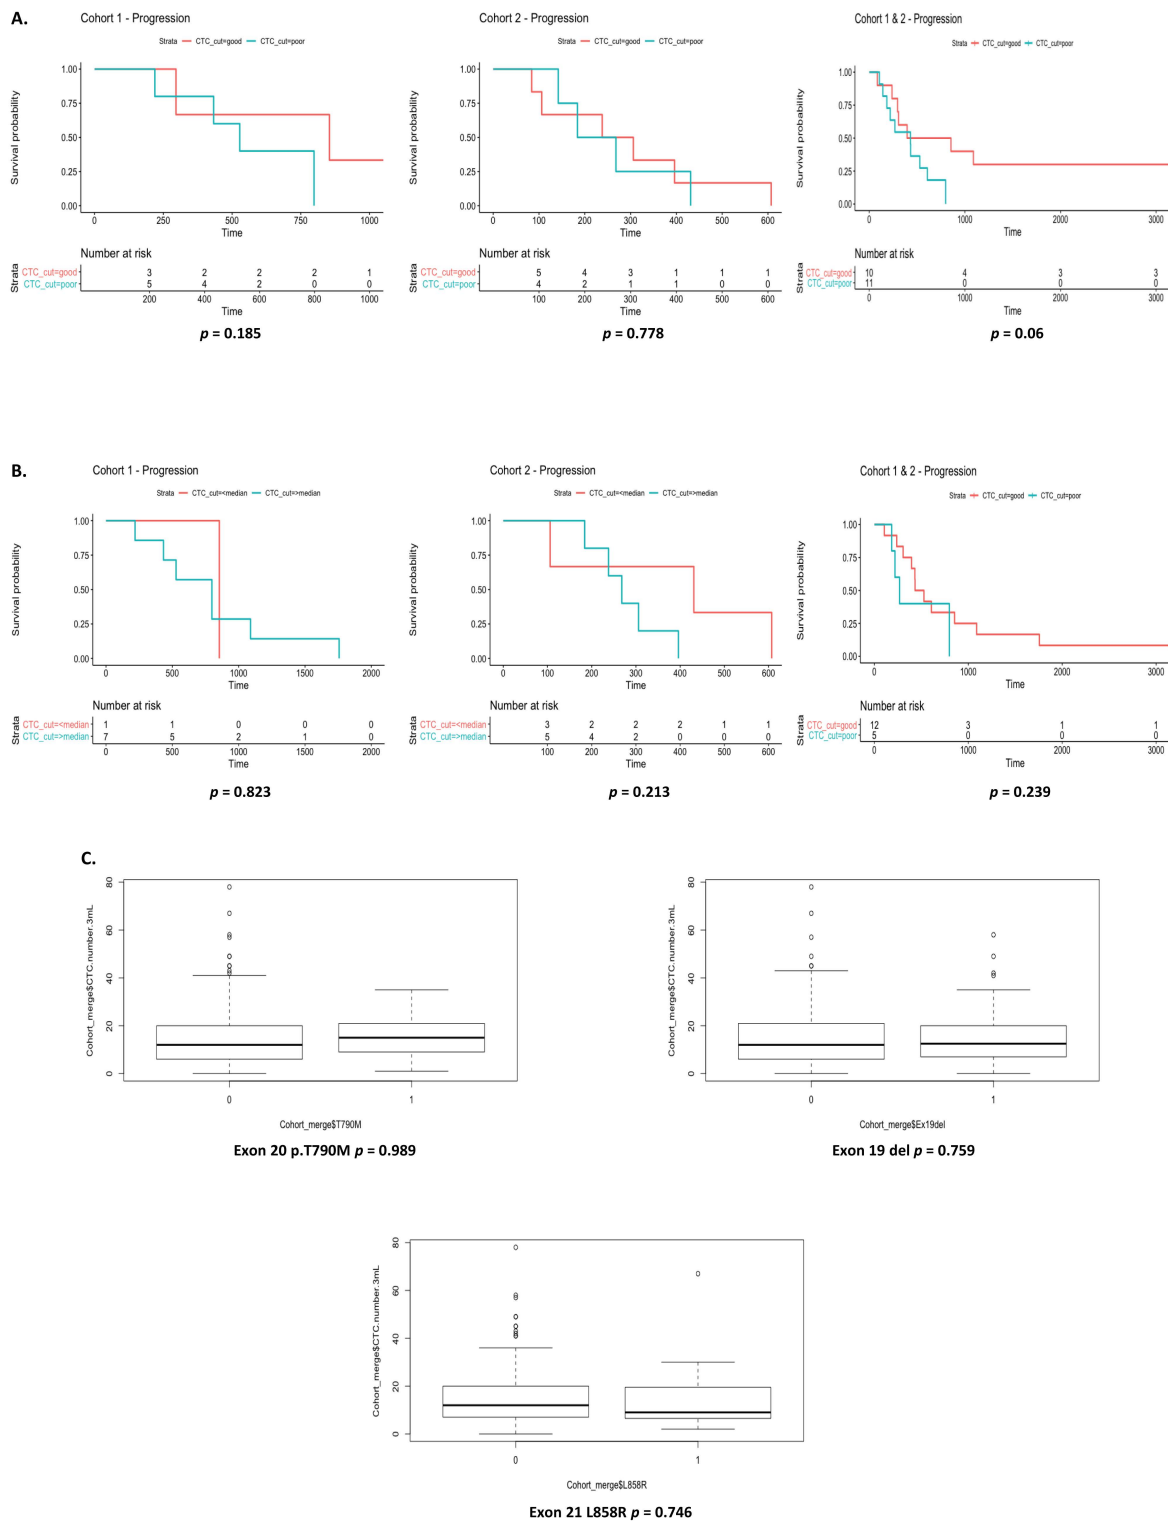 A.
Cohort 1 - Progression
Strata CTC_cut=good CTC_cut=poor
Survival probability
1.00
0.75
0.50
0.25
0.00
0 250 500 750 1000
Time
Number at risk
Strata
CTC_cut=good 3 2 2 2 1
CTC_cut=poor 5 4 2 0 0
200 400 600 800 1000
Time
p = 0.185
Cohort 2 - Progression
Strata CTC_cut=good CTC_cut=poor
Survival probability
1.00
0.75
0.50
0.25
0.00
0 100 200 300 400 500 600
Time
Number at risk
Strata
CTC_cut=good 5 4 3 1 1 1
CTC_cut=poor 4 2 1 1 0 0
100 200 300 400 500 600
Time
p = 0.778
Cohort 1 & 2 - Progression
Strata CTC_cut=good CTC_cut=poor
Survival probability
1.00
0.75
0.50
0.25
0.00
0 1000 2000 3000
Time
Number at risk
Strata
CTC_cut=good 10 4 3 3
CTC_cut=poor 11 0 0 0
0 1000 2000 3000
Time
p = 0.06
B.
Cohort 1 - Progression
Strata CTC_cut=<median CTC_cut=>median
Survival probability
1.00
0.75
0.50
0.25
0.00
0 500 1000 1500 2000
Time
Number at risk
Strata
CTC_cut=<median 1 1 0 0 0
CTC_cut=>median 7 5 2 1 0
0 500 1000 1500 2000
Time
p = 0.823
Cohort 2 - Progression
Strata CTC_cut=<median CTC_cut=>median
Survival probability
1.00
0.75
0.50
0.25
0.00
0 100 200 300 400 500 600
Time
Number at risk
Strata
CTC_cut=<median 3 2 2 2 1 1
CTC_cut=>median 5 4 2 0 0 0
100 200 300 400 500 600
Time
p = 0.213
Cohort 1 & 2 - Progression
Strata CTC_cut=good CTC_cut=poor
Survival probability
1.00
0.75
0.50
0.25
0.00
0 1000 2000 3000
Time
Number at risk
Strata
CTC_cut=good 12 3 1 1
CTC_cut=poor 5 0 0 0
0 1000 2000 3000
Time
p = 0.239
C.
Cohort_merge$CTC.number.3mL
80
60
40
20
0
0 1
Cohort_merge$T790M
Exon 20 p.T790M p = 0.989
Cohort_merge$CTC.number.3mL
80
60
40
20
0
0 1
Cohort_merge$Ex19del
Exon 19 del p = 0.759
Cohort_merge$CTC.number.3mL
80
60
40
20
0
0 1
Cohort_merge$L858R
Exon 21 L858R p = 0.746